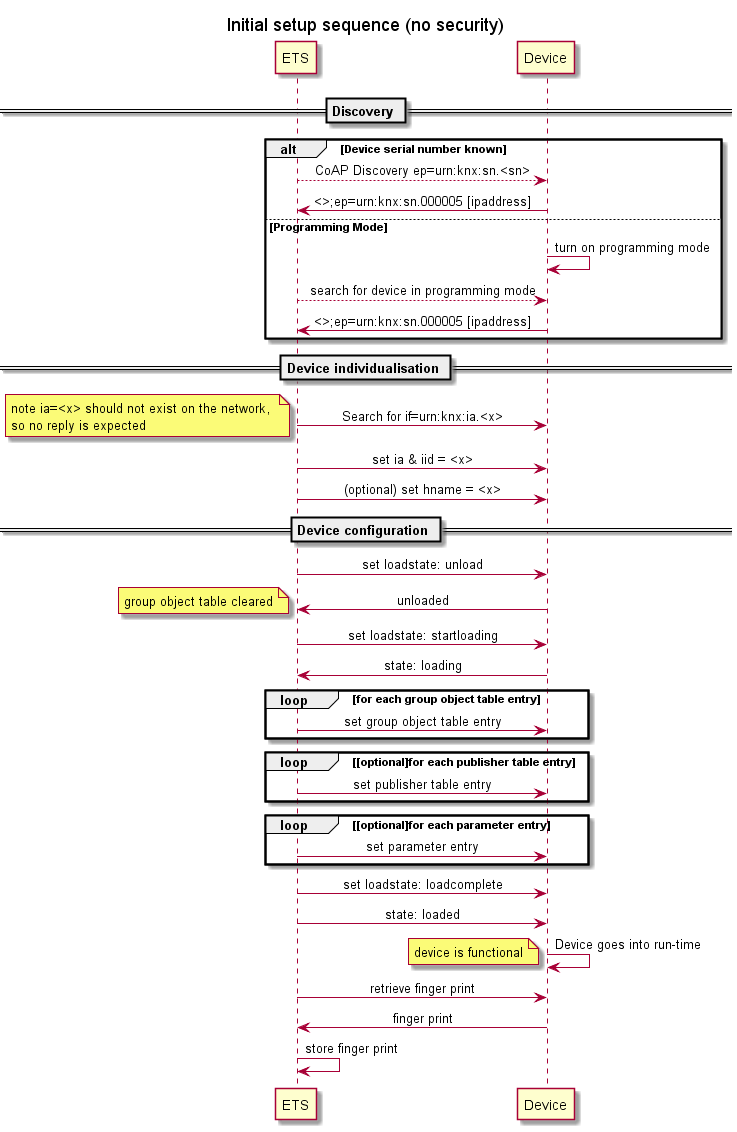 Initial setup sequence (no security)
ETS
Device
Discovery
alt
[Device serial number known]
CoAP Discovery ep=urn:knx:sn.<sn>
<>;ep=urn:knx:sn.000005 [ipaddress]
[Programming Mode]
turn on programming mode
search for device in programming mode
<>;ep=urn:knx:sn.000005 [ipaddress]
Device individualisation
note ia=<x> should not exist on the network,
so no reply is expected
Search for if=urn:knx:ia.<x>
set ia & iid = <x>
(optional) set hname = <x>
Device configuration
set loadstate: unload
group object table cleared
unloaded
set loadstate: startloading
state: loading
loop
[for each group object table entry]
set group object table entry
loop
[[optional]for each publisher table entry]
set publisher table entry
loop
[[optional]for each parameter entry]
set parameter entry
set loadstate: loadcomplete
state: loaded
device is functional
Device goes into run-time
retrieve finger print
finger print
store finger print
ETS
Device